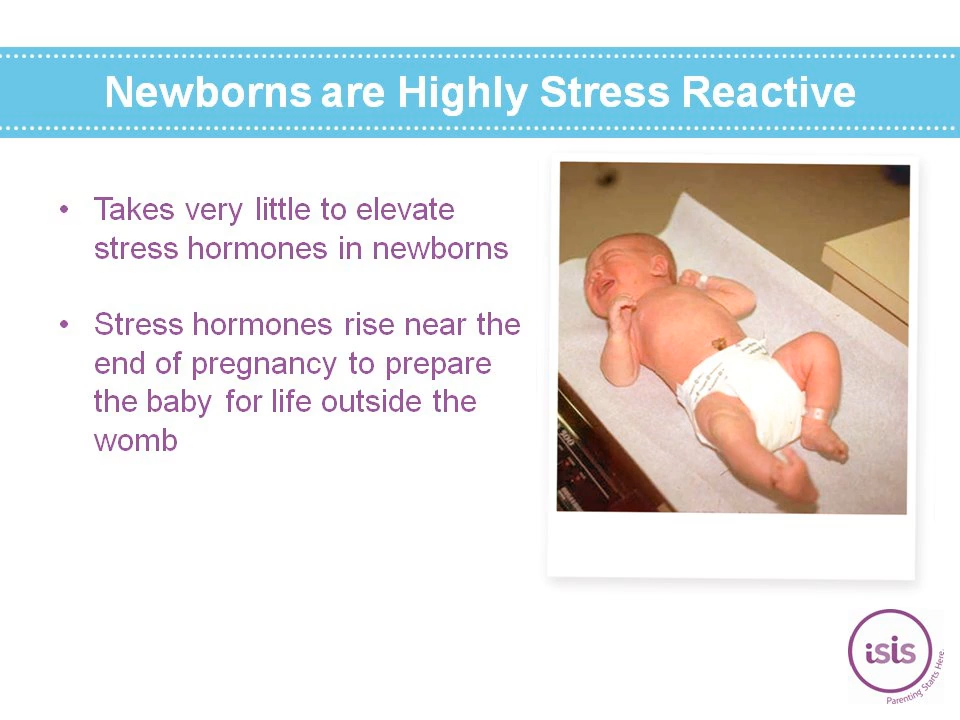 Newborns are Highly Stress Reactive
• Takes very little to elevate
stress hormones in newborns
• Stress hormones rise near the
end of pregnancy to prepare
the baby for life outside the
womb
500
isis
Parenting Starts Here.